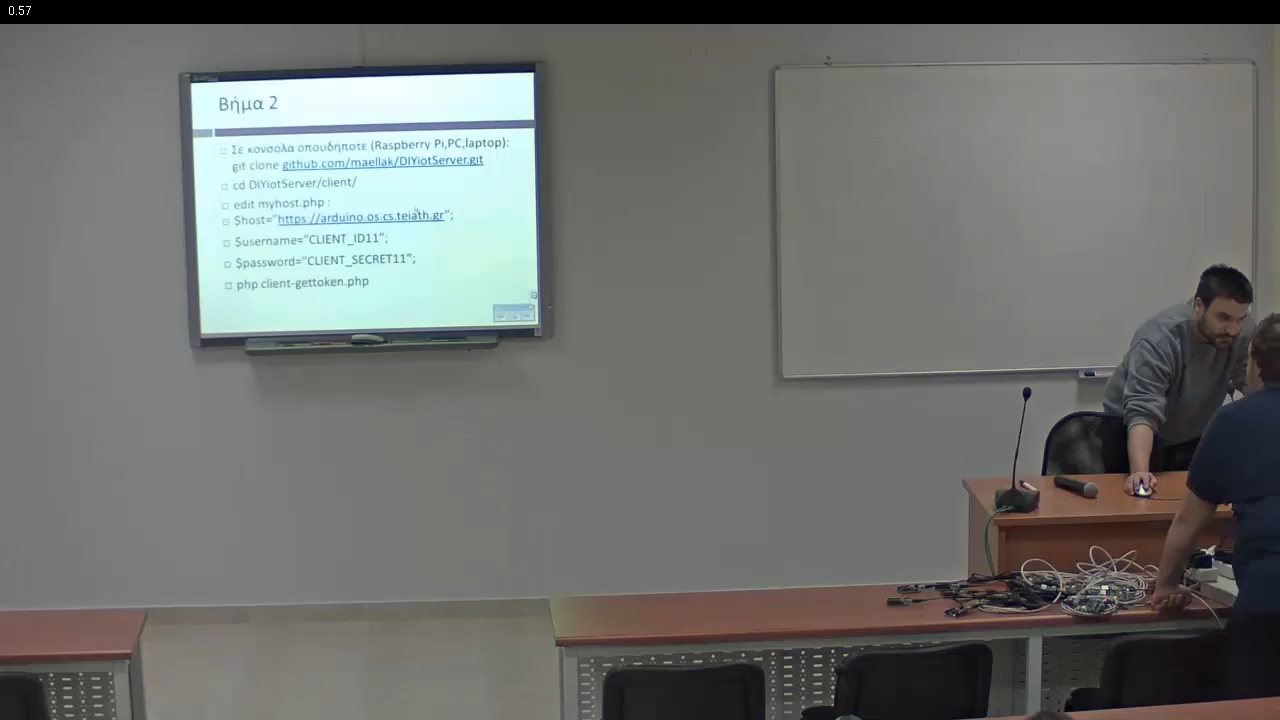 0.57
Βήμα 2
Σε κονσόλα οπουδήποτε (Raspberry Pi,PC,laptop):
git clone github.com/maellak/DIYiotServer.git
cd DIYiotServer/client/
edit myhost.php :
$host="https://arduino.os.cs.teiath.gr";
$username="CLIENT_ID11";
$password="CLIENT_SECRET11";
php client-gettoken.php